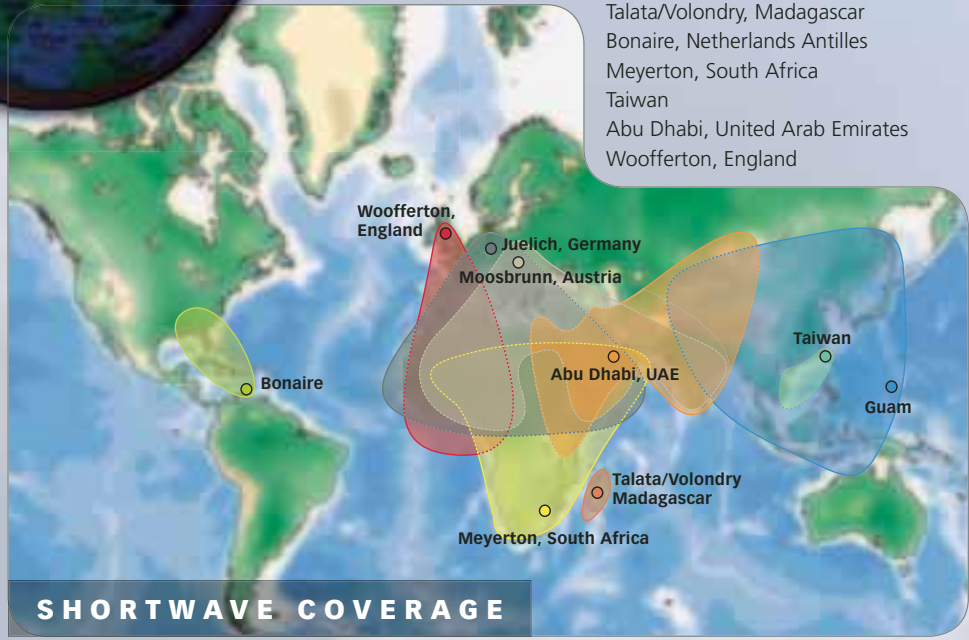 Talata/Volondry, Madagascar
Bonaire, Netherlands Antilles
Meyerton, South Africa
Taiwan
Abu Dhabi, United Arab Emirates
Woofferton, England
Woofferton,
England
Juelich, Germany
Moosbrunn, Austria
Taiwan
Abu Dhabi, UAE
Bonaire
Guam
Talata/Volondry
Madagascar
Meyerton, South Africa
SHORTWAVE COVERAGE